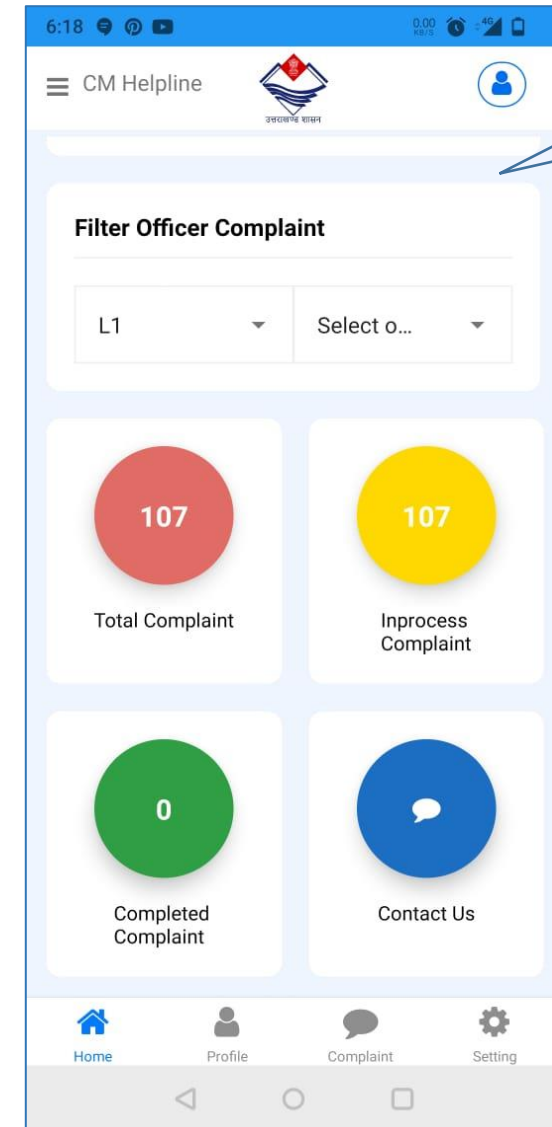 6:18
0.00
KB/S
4G
CM Helpline
उत्तराखण्ड शासन
Filter Officer Complaint
L1
Select o...
107
107
Total Complaint
Inprocess
Complaint
0
Completed
Complaint
Contact Us
Home
Profile
Complaint
Setting